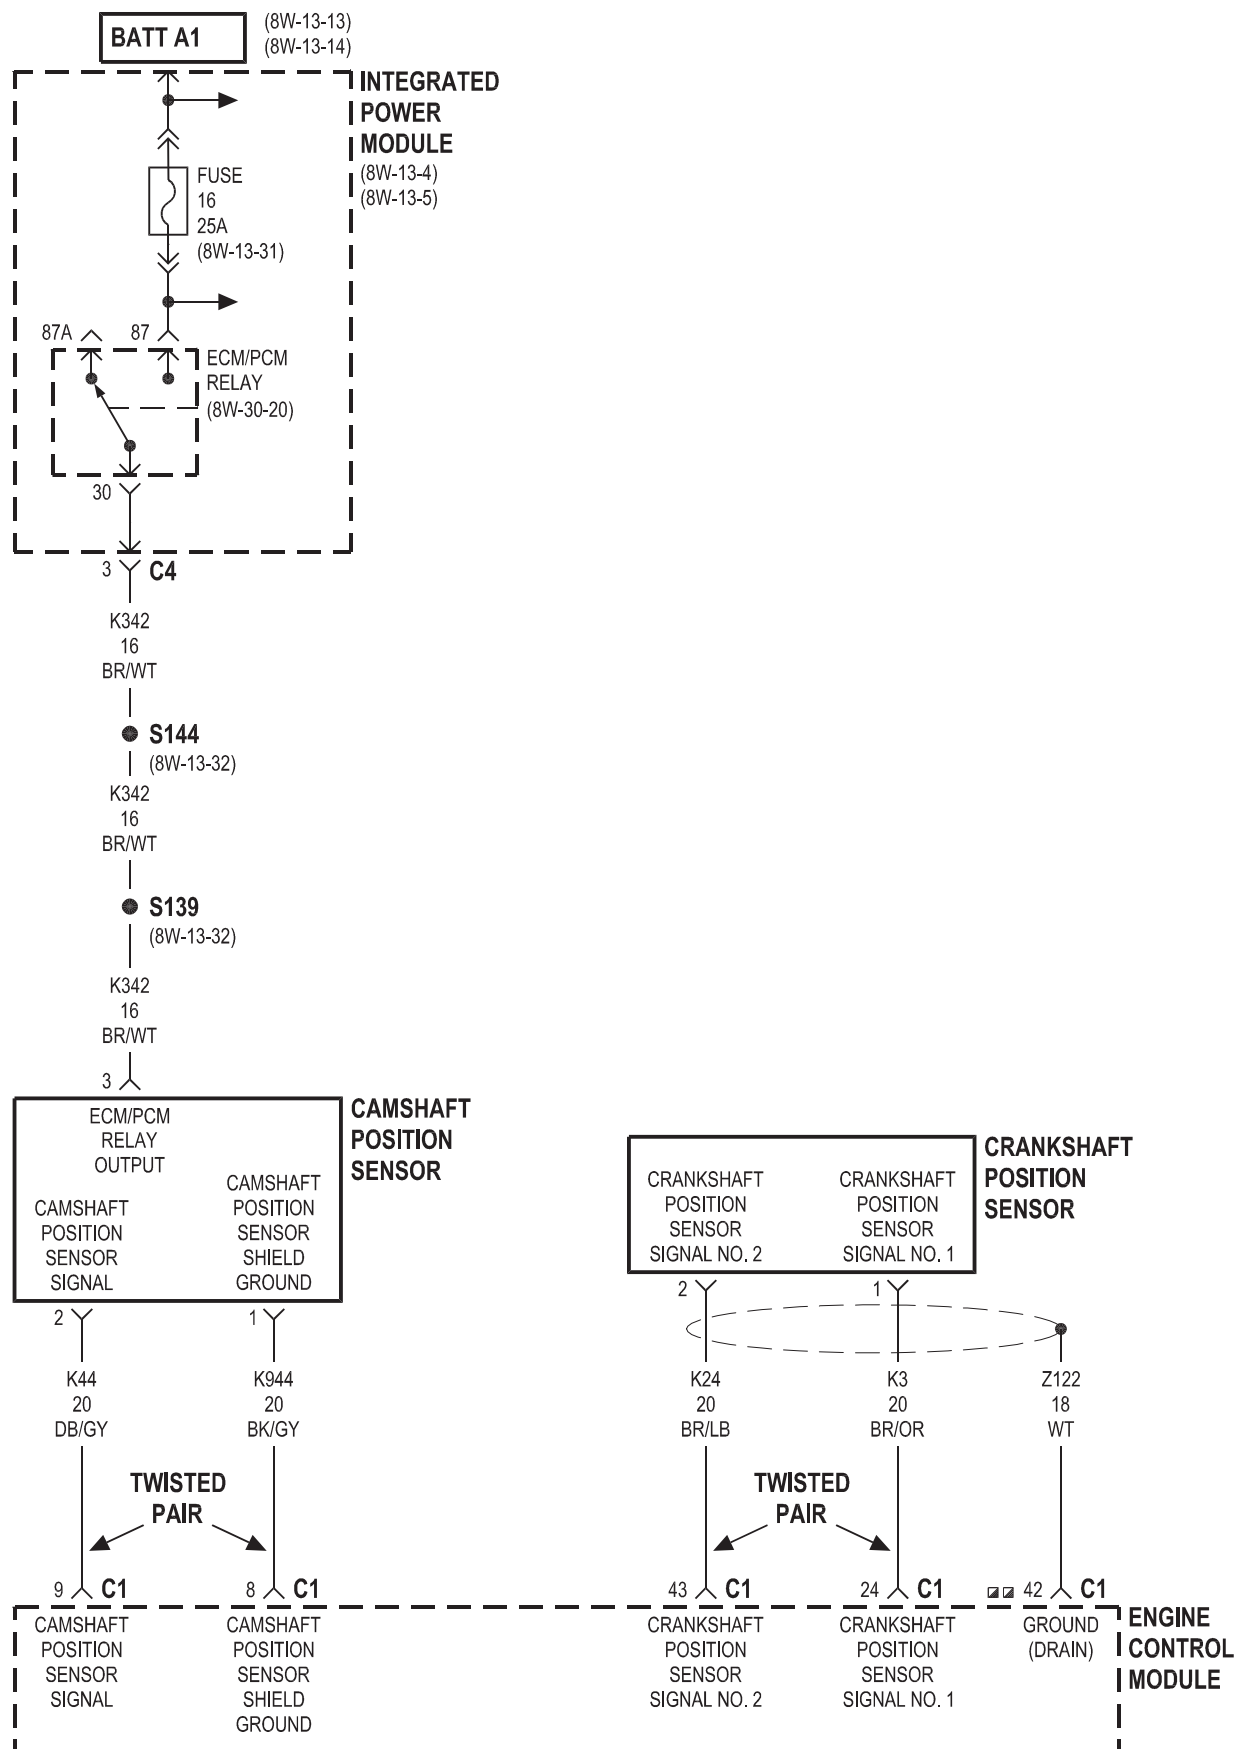 BATT A1
(8W-13-13)
(8W-13-14)
INTEGRATED
POWER
MODULE
(8W-13-4)
(8W-13-5)
FUSE
16
25A
(8W-13-31)
87A
87
ECM/PCM
RELAY
(8W-30-20)
30
3
C4
K342
16
BR/WT
S144
(8W-13-32)
K342
16
BR/WT
S139
(8W-13-32)
K342
16
BR/WT
3
ECM/PCM
RELAY
OUTPUT
CAMSHAFT
POSITION
SENSOR
CAMSHAFT
POSITION
SENSOR
SIGNAL
CAMSHAFT
POSITION
SENSOR
SHIELD
GROUND
2
1
K44
20
DB/GY
K944
20
BK/GY
TWISTED
PAIR
9
C1
8
C1
CAMSHAFT
POSITION
SENSOR
SIGNAL
CAMSHAFT
POSITION
SENSOR
SHIELD
GROUND
CRANKSHAFT
POSITION
SENSOR
CRANKSHAFT
POSITION
SENSOR
SIGNAL NO. 2
CRANKSHAFT
POSITION
SENSOR
SIGNAL NO. 1
2
1
K24
20
BR/LB
K3
20
BR/OR
Z122
18
WT
TWISTED
PAIR
43
C1
24
C1
42
C1
CRANKSHAFT
POSITION
SENSOR
SIGNAL NO. 2
CRANKSHAFT
POSITION
SENSOR
SIGNAL NO. 1
GROUND
(DRAIN)
ENGINE
CONTROL
MODULE